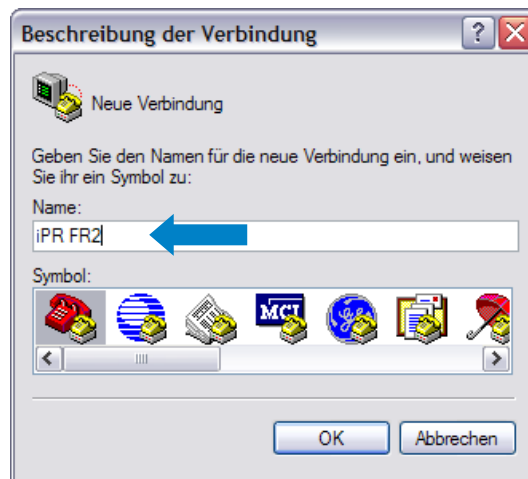 Beschreibung der Verbindung
Neue Verbindung
Geben Sie den Namen für die neue Verbindung ein, und weisen
Sie ihr ein Symbol zu:
Name:
iPR FR2
Symbol:
MCI
OK
Abbrechen